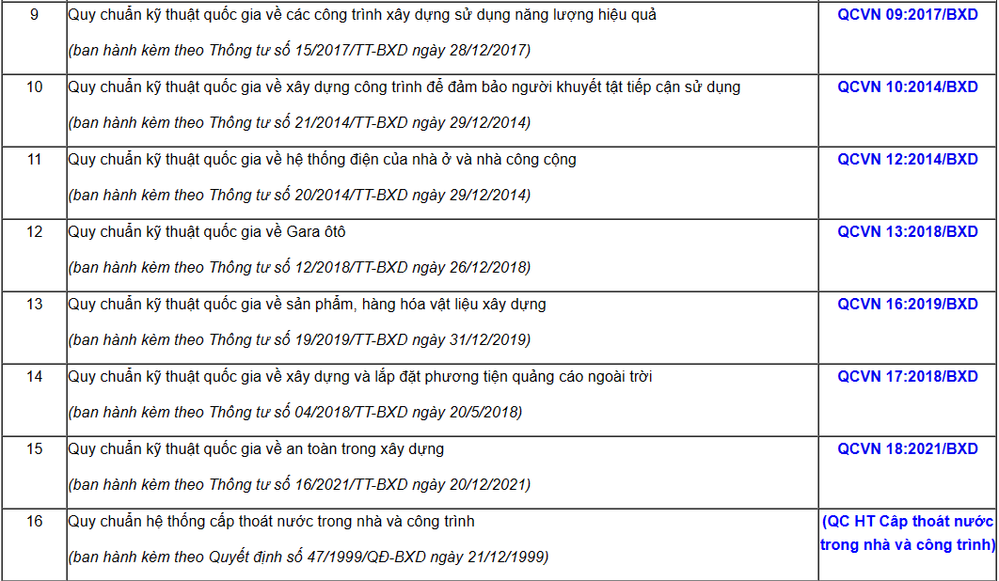 9
Quy chuẩn kỹ thuật quốc gia về các công trình xây dựng sử dụng năng lượng hiệu quả
(ban hành kèm theo Thông tư số 15/2017/TT-BXD ngày 28/12/2017)
QCVN 09:2017/BXD
10
Quy chuẩn kỹ thuật quốc gia về xây dựng công trình để đảm bảo người khuyết tật tiếp cận sử dụng
(ban hành kèm theo Thông tư số 21/2014/TT-BXD ngày 29/12/2014)
QCVN 10:2014/BXD
11
Quy chuẩn kỹ thuật quốc gia về hệ thống điện của nhà ở và nhà công cộng
(ban hành kèm theo Thông tư số 20/2014/TT-BXD ngày 29/12/2014)
QCVN 12:2014/BXD
12
Quy chuẩn kỹ thuật quốc gia về Gara ôtô
(ban hành kèm theo Thông tư số 12/2018/TT-BXD ngày 26/12/2018)
QCVN 13:2018/BXD
13
Quy chuẩn kỹ thuật quốc gia về sản phẩm, hàng hóa vật liệu xây dựng
(ban hành kèm theo Thông tư số 19/2019/TT-BXD ngày 31/12/2019)
QCVN 16:2019/BXD
14
Quy chuẩn kỹ thuật quốc gia về xây dựng và lắp đặt phương tiện quảng cáo ngoài trời
(ban hành kèm theo Thông tư số 04/2018/TT-BXD ngày 20/5/2018)
QCVN 17:2018/BXD
15
Quy chuẩn kỹ thuật quốc gia về an toàn trong xây dựng
(ban hành kèm theo Thông tư số 16/2021/TT-BXD ngày 20/12/2021)
QCVN 18:2021/BXD
16
Quy chuẩn hệ thống cấp thoát nước trong nhà và công trình
(ban hành kèm theo Quyết định số 47/1999/QĐ-BXD ngày 21/12/1999)
(QC HT Câp thoát nước
trong nhà và công trình)